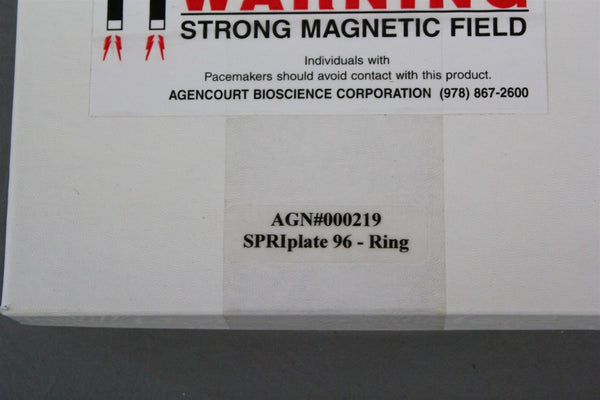 WARNING
STRONG MAGNETIC FIELD
Individuals with
Pacemakers should avoid contact with this product.
AGENCOURT BIOSCIENCE CORPORATION (978) 867-2600
AGN#000219
SPRIplate 96 - Ring